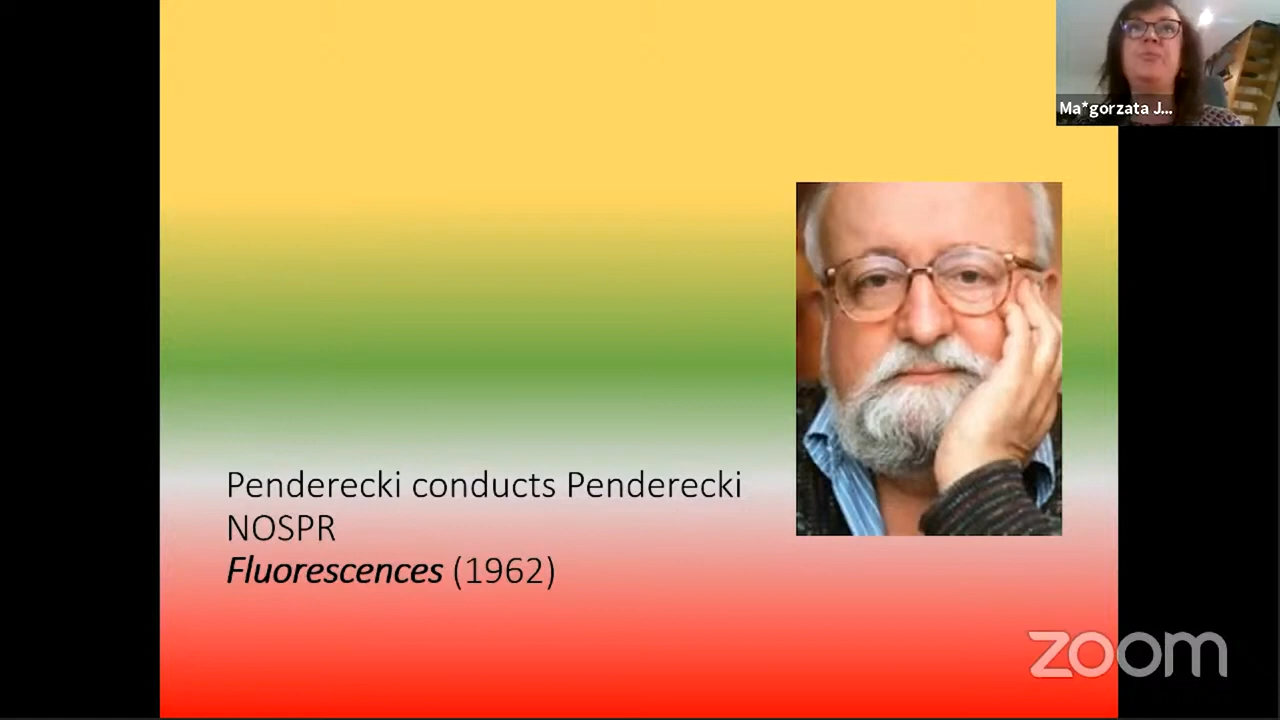 Ma*gorzata J...
Penderecki conducts Penderecki
NOSPR
Fluorescences (1962)
zoom